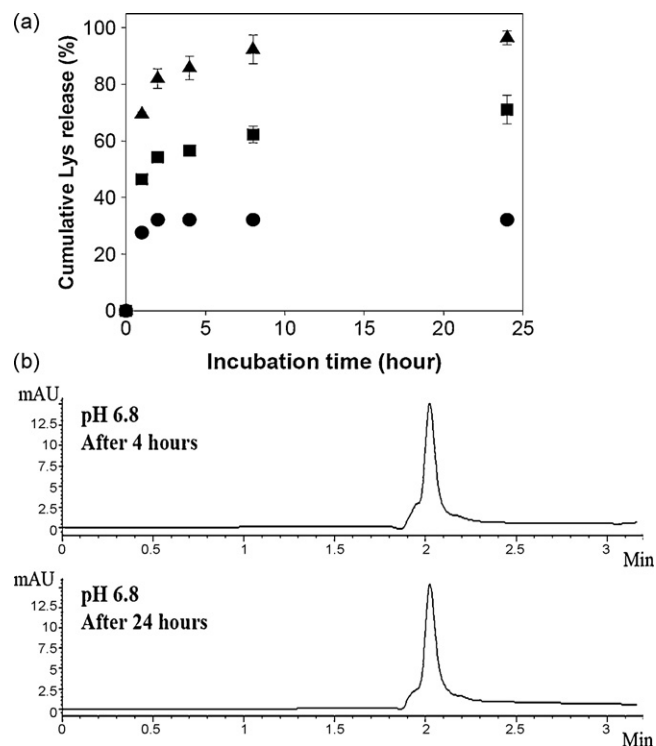 (a)
Cumulative Lys release (%)
100
80
60
40
20
0
0 5 10 15 20 25
Incubation time (hour)
(b)
mAU
pH 6.8
After 4 hours
12.5
10
7.5
5
2.5
0
0 0.5 1 1.5 2 2.5 3 Min
mAU
pH 6.8
After 24 hours
12.5
10
7.5
5
2.5
0
0 0.5 1 1.5 2 2.5 3 Min